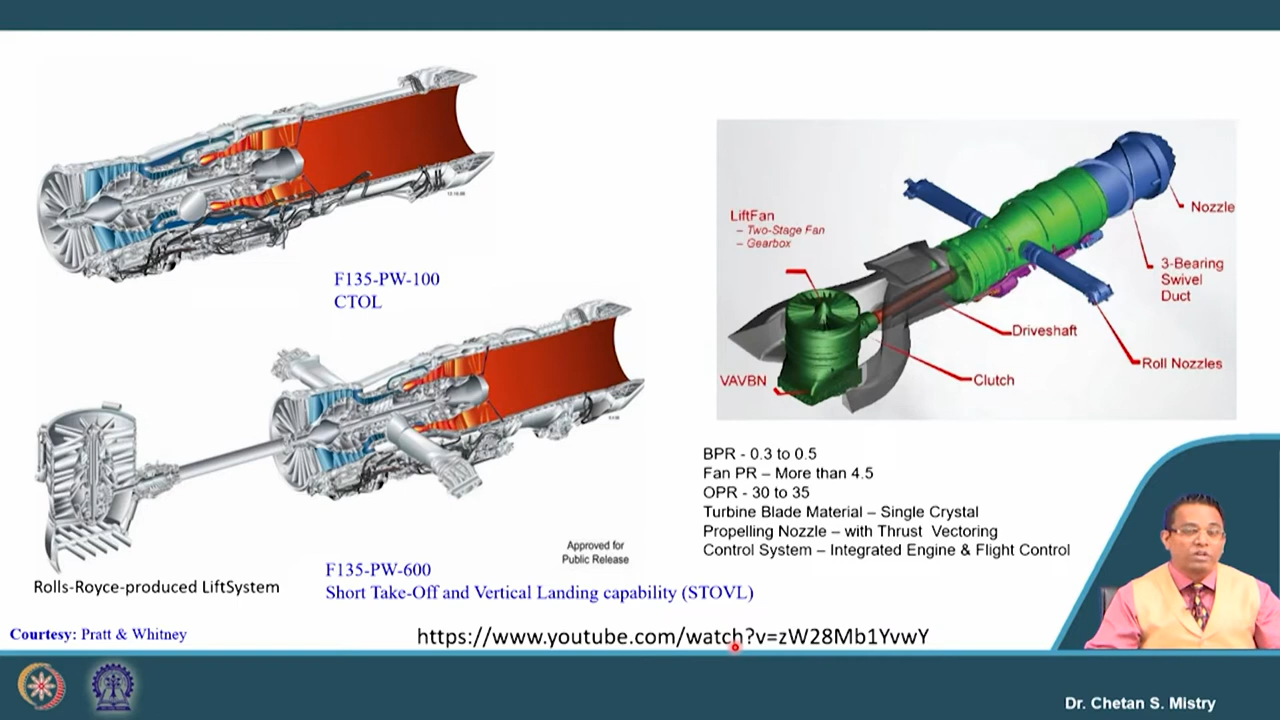 F135-PW-100
CTOL
LiftFan
– Two-Stage Fan
– Gearbox
Nozzle
3-Bearing
Swivel
Duct
Driveshaft
Roll Nozzles
VAVBN
Clutch
BPR - 0.3 to 0.5
Fan PR – More than 4.5
OPR - 30 to 35
Turbine Blade Material – Single Crystal
Propelling Nozzle – with Thrust Vectoring
Control System – Integrated Engine & Flight Control
Approved for
Public Release
F135-PW-600
Short Take-Off and Vertical Landing capability (STOVL)
Rolls-Royce-produced LiftSystem
Courtesy: Pratt & Whitney
https://www.youtube.com/watch?v=zW28Mb1YvwY
Dr. Chetan S. Mistry